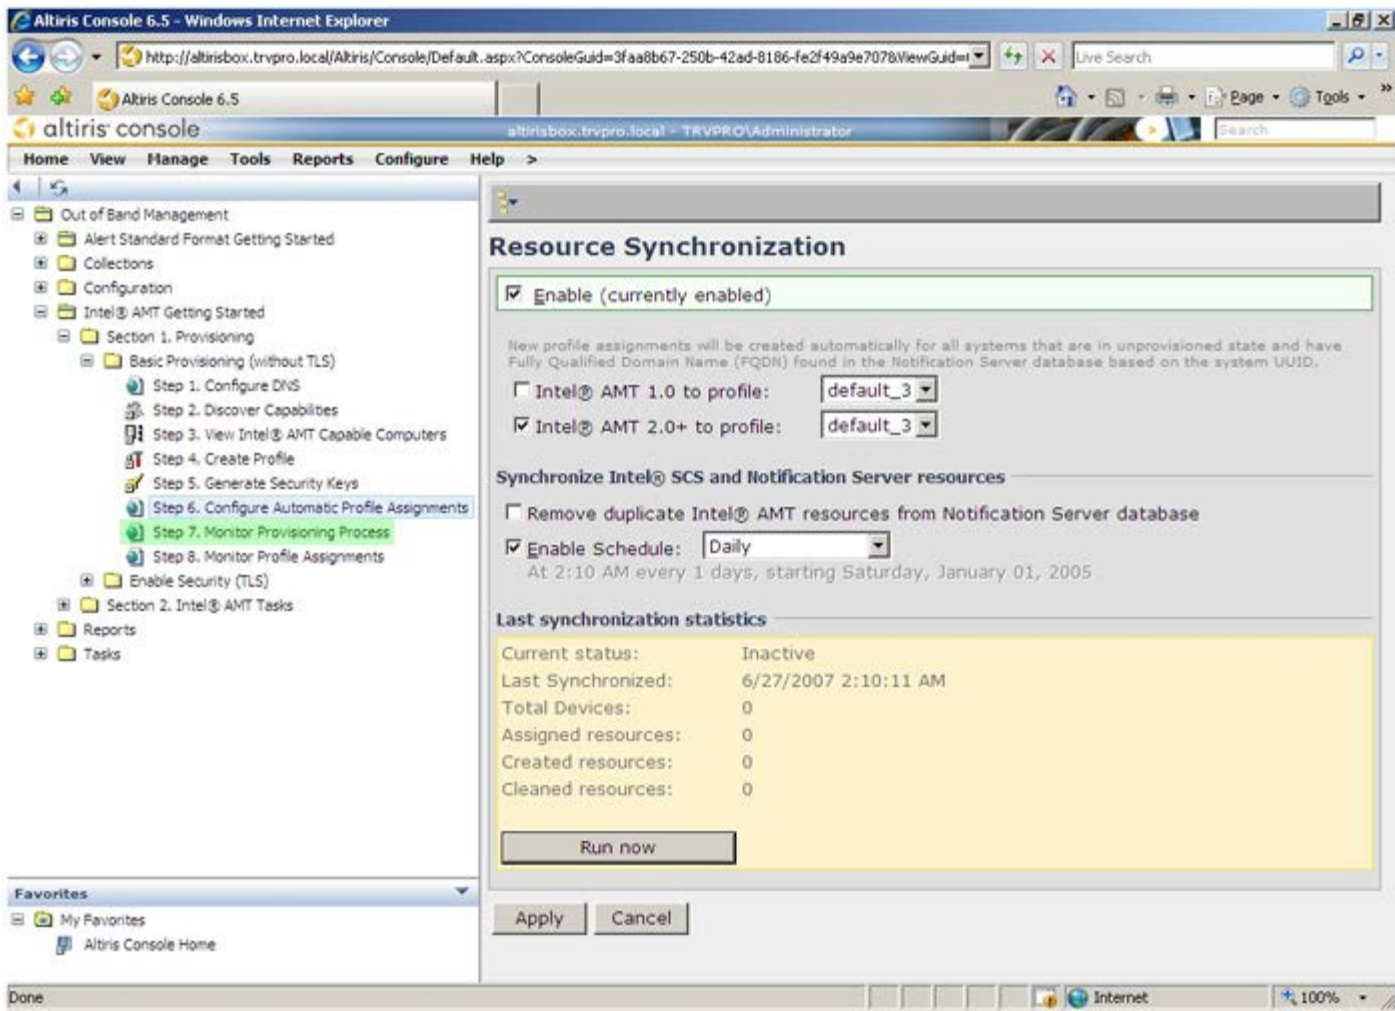 Altiris Console 6.5 - Windows Internet Explorer
http://altirisbox.trvpro.local/Altiris/Console/Default.aspx?ConsoleGuid=3faa8b67-250b-42ad-8186-fe2f49a9e707&ViewGuid=
Live Search
Altiris Console 6.5
Page
Tools
altiris console
altirisbox.trvpro.local - TRVPRO\Administrator
Search
Home View Manage Tools Reports Configure Help >
Out of Band Management
Alert Standard Format Getting Started
Collections
Configuration
Intel® AMT Getting Started
Section 1. Provisioning
Basic Provisioning (without TLS)
Step 1. Configure DNS
Step 2. Discover Capabilities
Step 3. View Intel® AMT Capable Computers
Step 4. Create Profile
Step 5. Generate Security Keys
Step 6. Configure Automatic Profile Assignments
Step 7. Monitor Provisioning Process
Step 8. Monitor Profile Assignments
Enable Security (TLS)
Section 2. Intel® AMT Tasks
Reports
Tasks
Favorites
My Favorites
Altiris Console Home
Resource Synchronization
Enable (currently enabled)
New profile assignments will be created automatically for all systems that are in unprovisioned state and have
Fully Qualified Domain Name (FQDN) found in the Notification Server database based on the system UUID.
Intel® AMT 1.0 to profile: default_3
Intel® AMT 2.0+ to profile: default_3
Synchronize Intel® SCS and Notification Server resources
Remove duplicate Intel® AMT resources from Notification Server database
Enable Schedule: Daily
At 2:10 AM every 1 days, starting Saturday, January 01, 2005
Last synchronization statistics
Current status: Inactive
Last Synchronized: 6/27/2007 2:10:11 AM
Total Devices: 0
Assigned resources: 0
Created resources: 0
Cleaned resources: 0
Run now
Apply Cancel
Done
Internet
100%